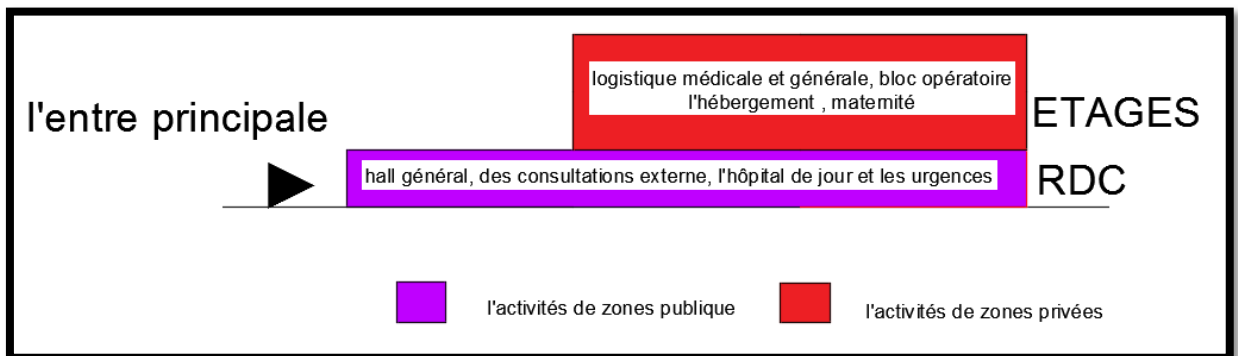 logistique médicale et générale, bloc opératoire
l'hébergement , maternité
l'entre principale
ETAGES
hall général, des consultations externe, l'hôpital de jour et les urgences
RDC
l'activités de zones publique
l'activités de zones privées